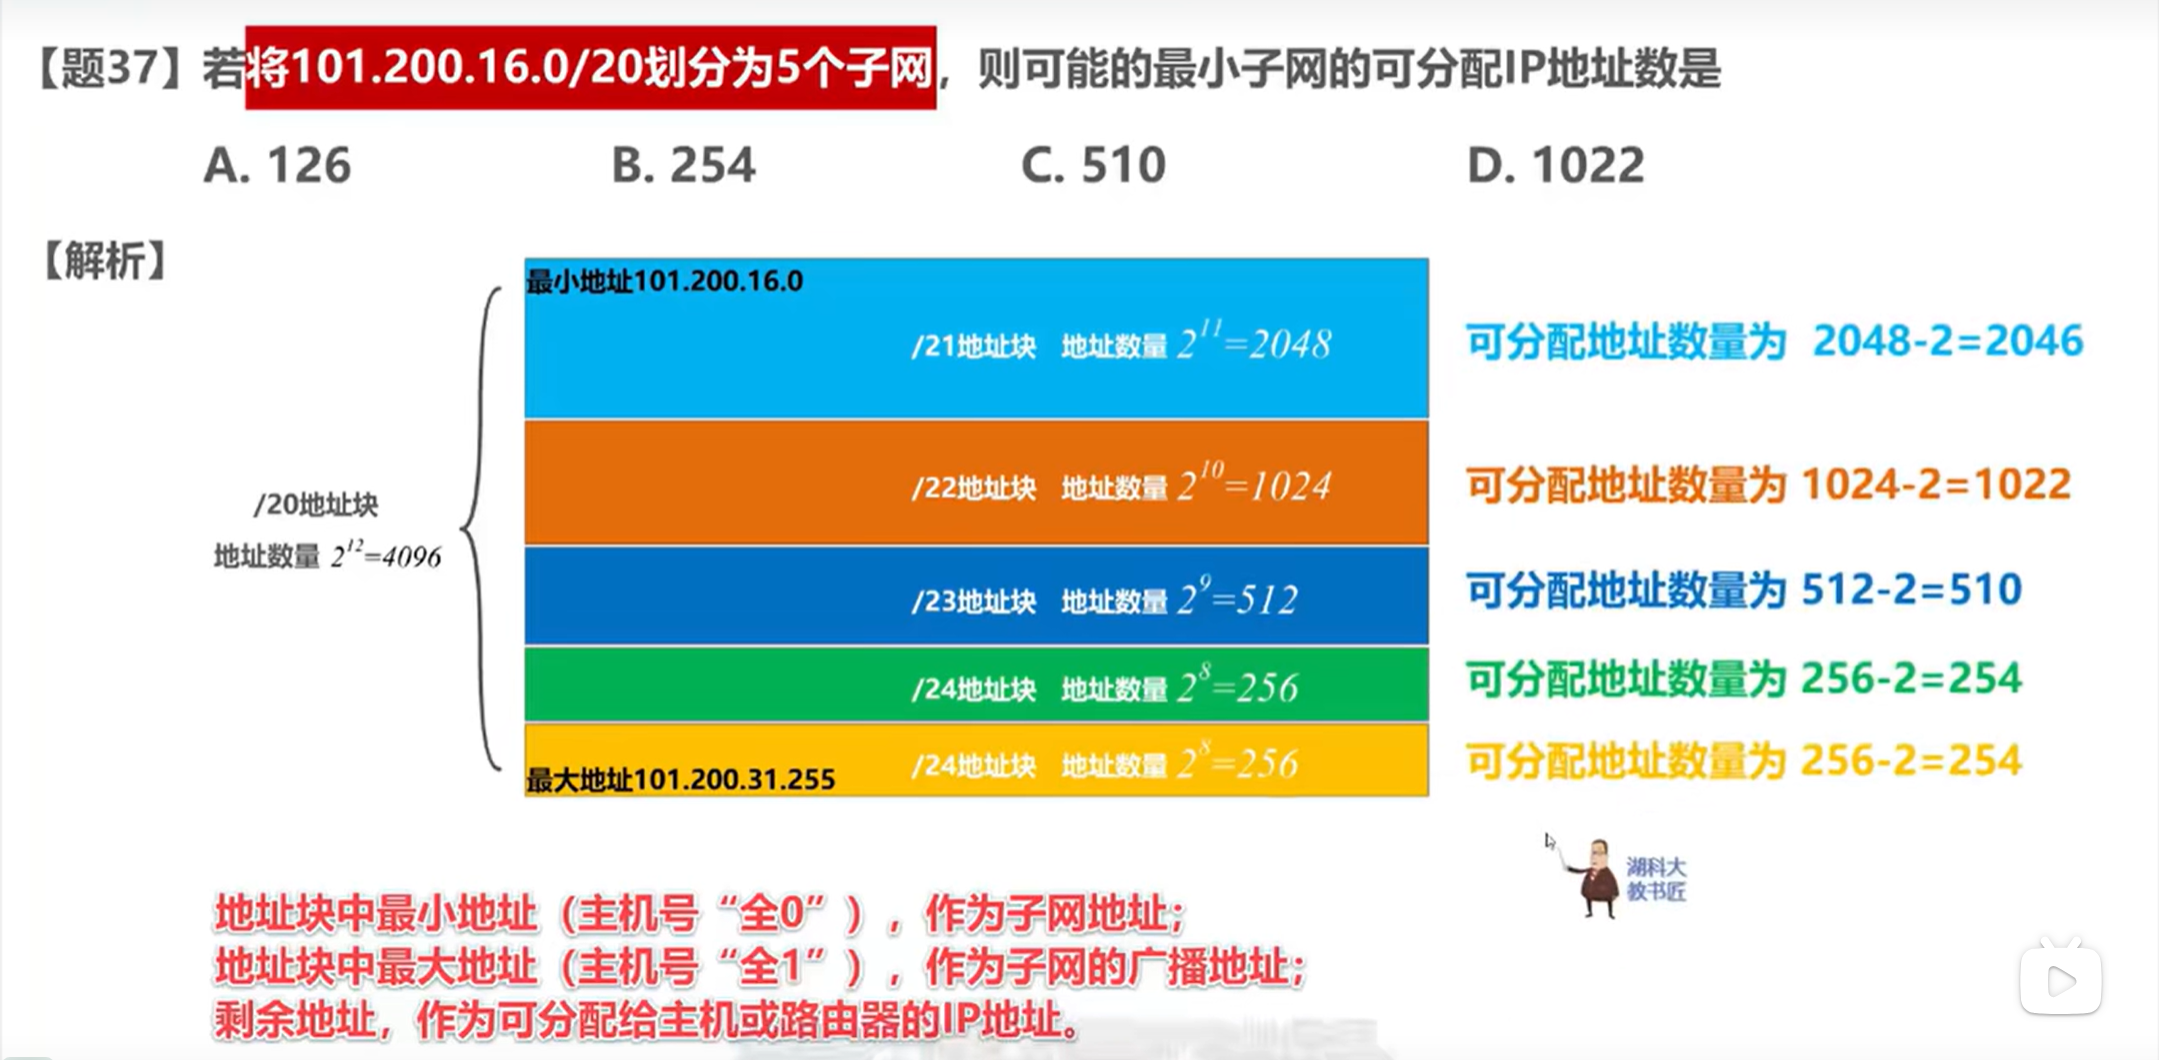 【题37】若将101.200.16.0/20划分为5个子网，则可能的最小子网的可分配IP地址数是
A. 126 B. 254 C. 510 D. 1022
【解析】
/20地址块
地址数量 2^12=4096
最小地址101.200.16.0
/21地址块 地址数量 2^11=2048
可分配地址数量为 2048-2=2046
/22地址块 地址数量 2^10=1024
可分配地址数量为 1024-2=1022
/23地址块 地址数量 2^9=512
可分配地址数量为 512-2=510
/24地址块 地址数量 2^8=256
可分配地址数量为 256-2=254
/24地址块 地址数量 2^8=256
最大地址101.200.31.255
可分配地址数量为 256-2=254
湖科大
教书匠
地址块中最小地址（主机号“全0”），作为子网地址；
地址块中最大地址（主机号“全1”），作为子网的广播地址；
剩余地址，作为可分配给主机或路由器的IP地址。